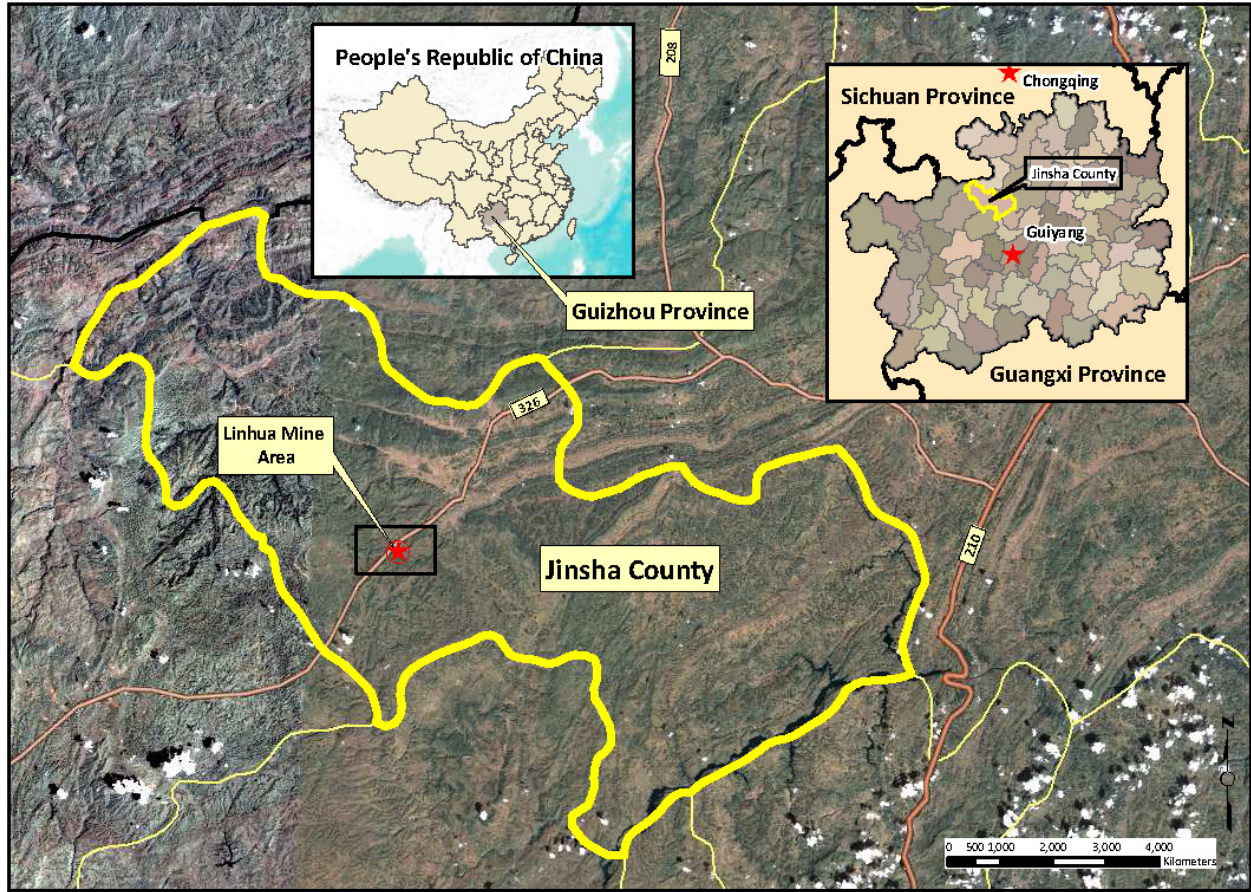 People's Republic of China
208
Chongqing
Sichuan Province
Jinsha County
Guiyang
Guizhou Province
Guangxi Province
326
Linhua Mine
Area
Jinsha County
210
N
0 500 1,000 2,000 3,000 4,000
Kilometers